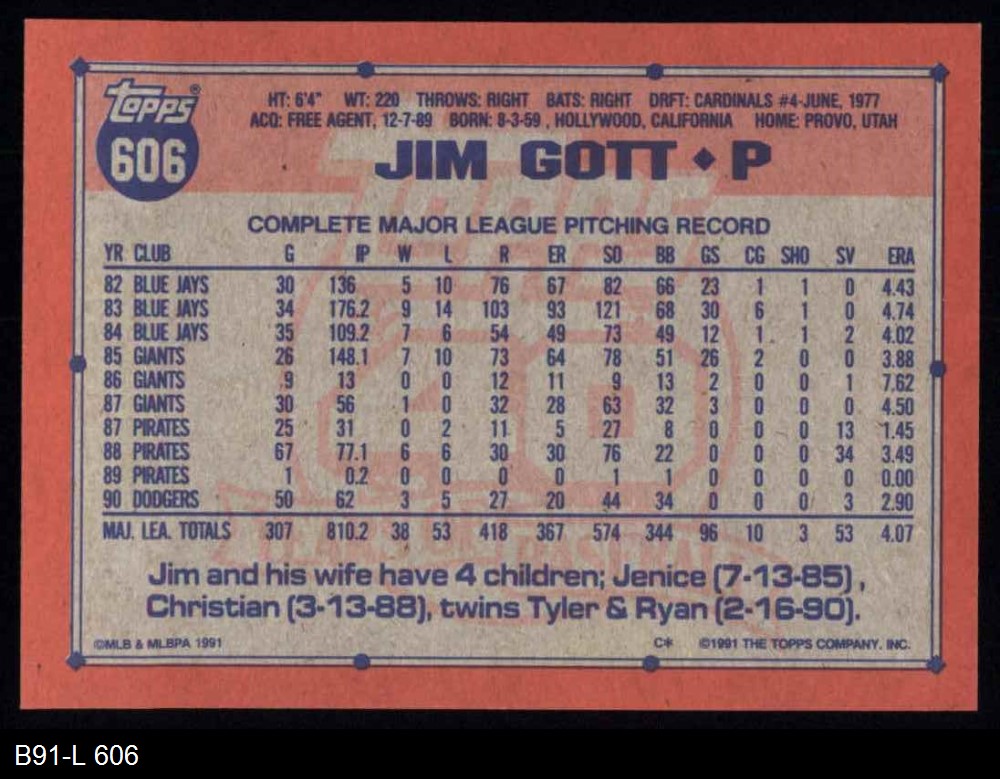 topps®
606
HT: 6'4" WT: 220 THROWS: RIGHT BATS: RIGHT DRFT: CARDINALS #4-JUNE, 1977
ACQ: FREE AGENT, 12-7-89 BORN: 8-3-59 , HOLLYWOOD, CALIFORNIA HOME: PROVO, UTAH
JIM GOTT ◆ P
COMPLETE MAJOR LEAGUE PITCHING RECORD
YR CLUB G IP W L R ER SO BB GS CG SHO SV ERA
82 BLUE JAYS 30 136 5 10 76 67 82 66 23 1 1 0 4.43
83 BLUE JAYS 34 176.2 9 14 103 93 121 68 30 6 1 0 4.74
84 BLUE JAYS 35 109.2 7 6 54 49 73 49 12 1 1 2 4.02
85 GIANTS 26 148.1 7 10 73 64 78 51 26 2 0 0 3.88
86 GIANTS 9 13 0 0 12 11 9 13 2 0 0 1 7.62
87 GIANTS 30 56 1 0 32 28 63 32 3 0 0 0 4.50
87 PIRATES 25 31 0 2 11 5 27 8 0 0 0 13 1.45
88 PIRATES 67 77.1 6 6 30 30 76 22 0 0 0 34 3.49
89 PIRATES 1 0.2 0 0 0 0 1 1 0 0 0 0 0.00
90 DODGERS 50 62 3 5 27 20 44 34 0 0 0 3 2.90
MAJ. LEA. TOTALS 307 810.2 38 53 418 367 574 344 96 10 3 53 4.07
Jim and his wife have 4 children; Jenice (7-13-85) ,
Christian (3-13-88), twins Tyler & Ryan (2-16-90).
©MLB & MLBPA 1991 C* ©1991 THE TOPPS COMPANY, INC.
B91-L 606